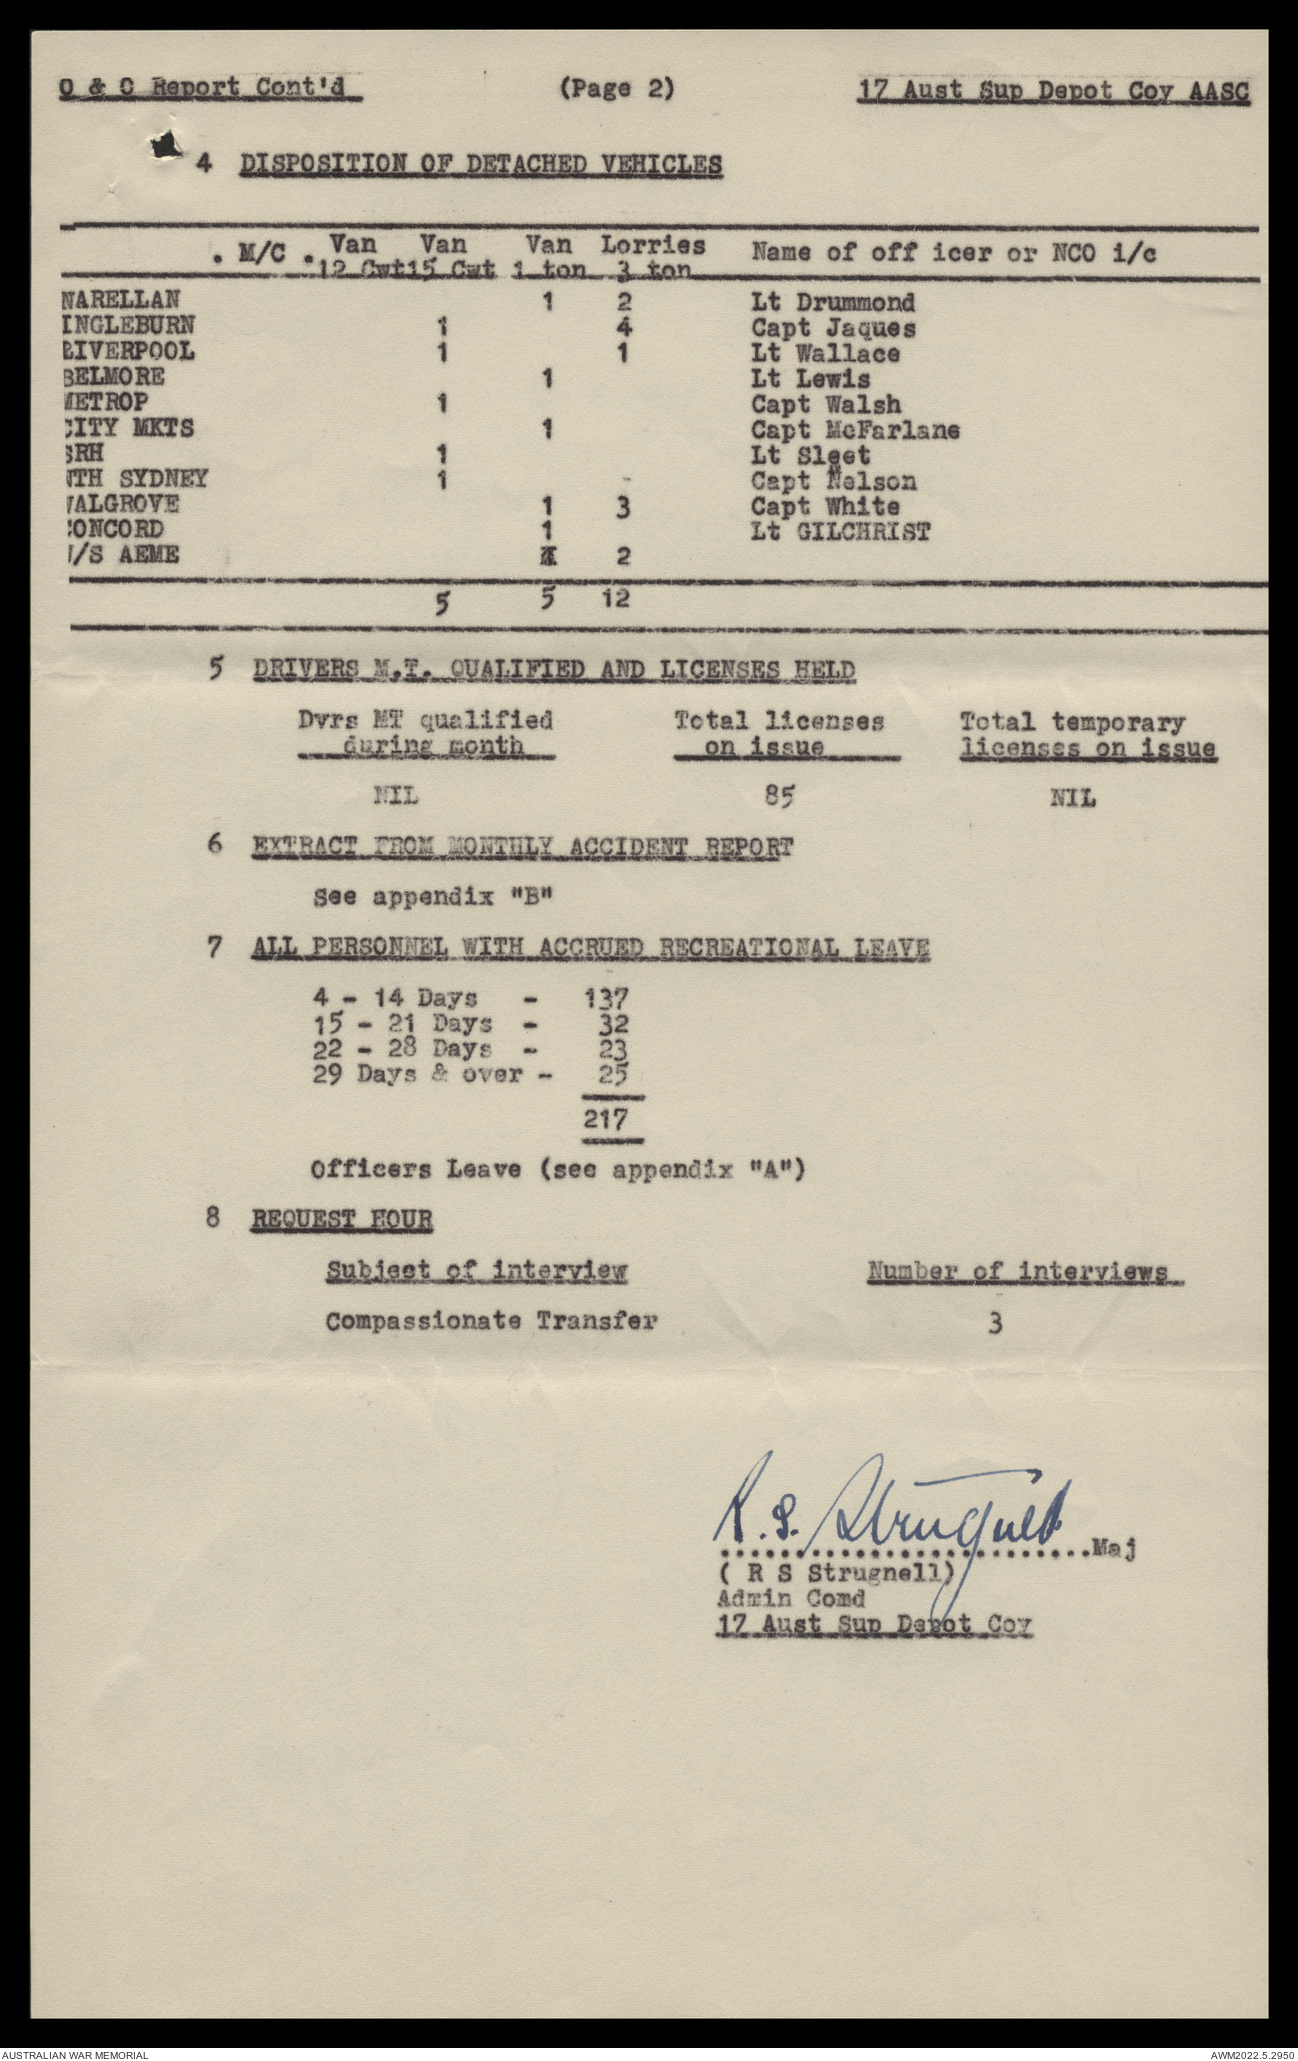 O & O Report Cont'd (Page 2) 17 Aust Sup Depot Coy AASC
4 DISPOSITION OF DETACHED VEHICLES
. M/C . Van Van Van Lorries Name of off icer or NCO i/c
12 Cwt 15 Cwt 1 ton 3 ton
NARELLAN 1 2 Lt Drummond
INGLEBURN 1 4 Capt Jaques
LIVERPOOL 1 1 Lt Wallace
BELMORE 1 Lt Lewis
METROP 1 Capt Walsh
CITY MKTS 1 Capt McFarlane
SRH 1 Lt Sleet
NTH SYDNEY 1 Capt Nelson
WALGROVE 1 3 Capt White
CONCORD 1 Lt GILCHRIST
/S AEME 2
5 5 12
5 DRIVERS M.T. QUALIFIED AND LICENSES HELD
Dvrs MT qualified Total licenses Total temporary
during month on issue licenses on issue
NIL 85 NIL
6 EXTRACT FROM MONTHLY ACCIDENT REPORT
See appendix "B"
7 ALL PERSONNEL WITH ACCRUED RECREATIONAL LEAVE
4 - 14 Days - 137
15 - 21 Days - 32
22 - 28 Days - 23
29 Days & over - 25
217
Officers Leave (see appendix "A")
8 REQUEST HOUR
Subject of interview Number of interviews
Compassionate Transfer 3
R. S. Strugnell
..........................Maj
( R S Strugnell)
Admin Comd
17 Aust Sup Depot Coy
AUSTRALIAN WAR MEMORIAL AWM2022.5.2950